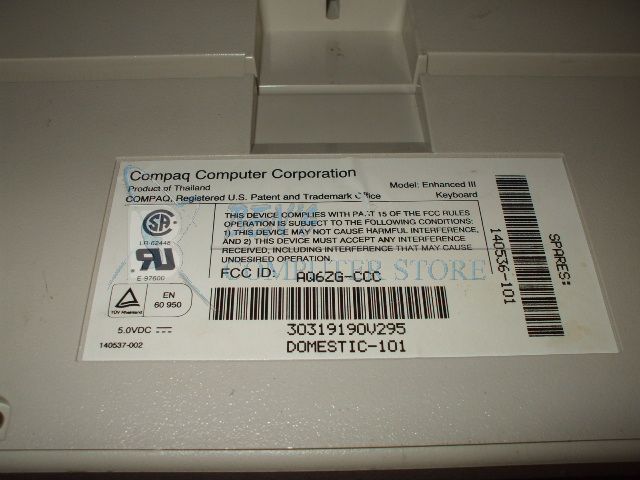 Compaq Computer Corporation
Product of Thailand
Model: Enhanced III
COMPAQ, Registered U.S. Patent and Trademark Office
Keyboard
SA
LR-62448
UR
E 97600
TÜV Rheinland
EN
60 950
5.0VDC
140537-002
THIS DEVICE COMPLIES WITH PART 15 OF THE FCC RULES
OPERATION IS SUBJECT TO THE FOLLOWING CONDITIONS:
1) THIS DEVICE MAY NOT CAUSE HARMFUL INTERFERENCE,
AND 2) THIS DEVICE MUST ACCEPT ANY INTERFERENCE
RECEIVED, INCLUDING INTERFERENCE THAT MAY CAUSE
UNDESIRED OPERATION.
COMPUTER STORE
FCC ID: AQ6ZG-CCC
30319190V295
DOMESTIC-101
140536-101
SPARES: